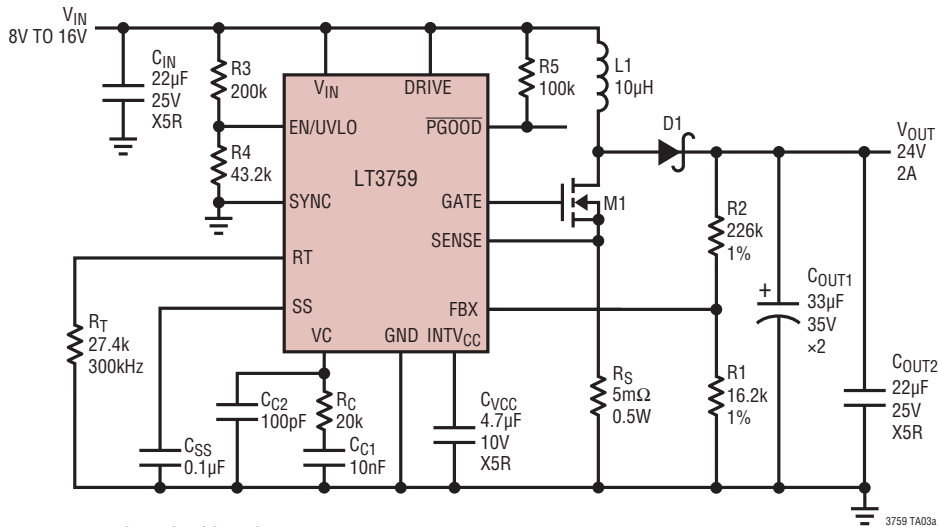 VIN
8V TO 16V
CIN
22µF
25V
X5R
R3
200k
R4
43.2k
VIN
DRIVE
EN/UVLO
PGOOD
LT3759
SYNC
GATE
SENSE
RT
SS
FBX
VC
GND
INTVCC
R5
100k
L1
10µH
D1
M1
VOUT
24V
2A
R2
226k
1%
COUT1
+
33µF
35V
×2
RT
27.4k
300kHz
CSS
0.1µF
CC2
100pF
RC
20k
CC1
10nF
CVCC
4.7µF
10V
X5R
RS
5mΩ
0.5W
R1
16.2k
1%
COUT2
22µF
25V
X5R
3759 TA03a